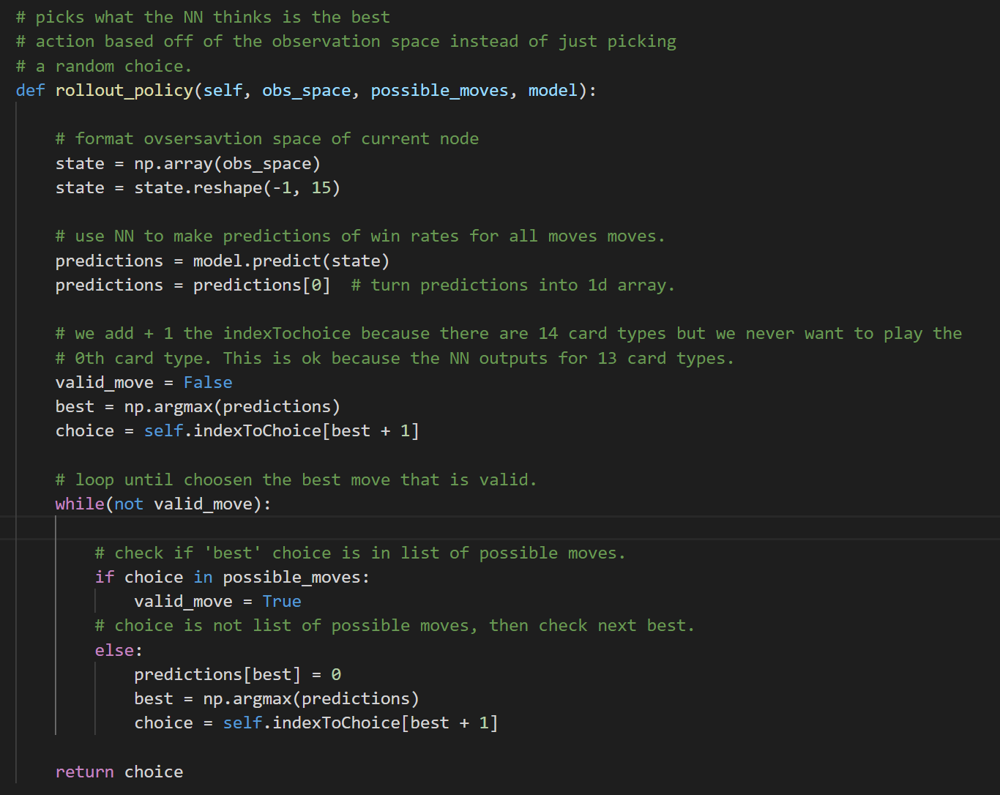 # picks what the NN thinks is the best
# action based off of the observation space instead of just picking
# a random choice.
def rollout_policy(self, obs_space, possible_moves, model):
# format ovsersavtion space of current node
state = np.array(obs_space)
state = state.reshape(-1, 15)
# use NN to make predictions of win rates for all moves moves.
predictions = model.predict(state)
predictions = predictions[0]  # turn predictions into 1d array.
# we add + 1 the indexTochoice because there are 14 card types but we never want to play the
# 0th card type. This is ok because the NN outputs for 13 card types.
valid_move = False
best = np.argmax(predictions)
choice = self.indexToChoice[best + 1]
# loop until choosen the best move that is valid.
while(not valid_move):
# check if 'best' choice is in list of possible moves.
if choice in possible_moves:
valid_move = True
# choice is not list of possible moves, then check next best.
else:
predictions[best] = 0
best = np.argmax(predictions)
choice = self.indexToChoice[best + 1]
return choice